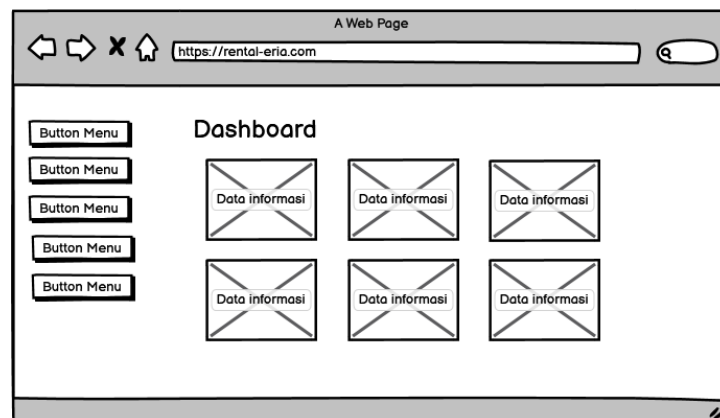 A Web Page
https://rental-eria.com
Button Menu
Button Menu
Button Menu
Button Menu
Button Menu
Dashboard
Data informasi
Data informasi
Data informasi
Data informasi
Data informasi
Data informasi